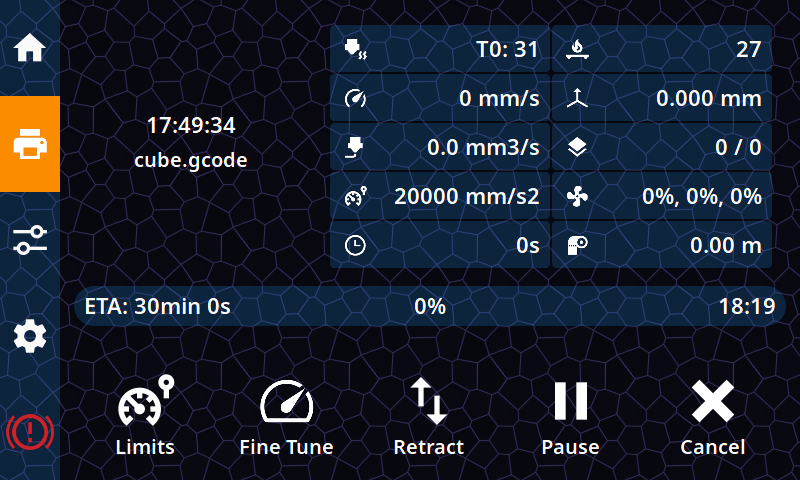 17:49:34
cube.gcode
T0: 31
27
0 mm/s
0.000 mm
0.0 mm3/s
0 / 0
20000 mm/s2
0%, 0%, 0%
0s
0.00 m
ETA: 30min 0s
0%
18:19
Limits
Fine Tune
Retract
Pause
Cancel